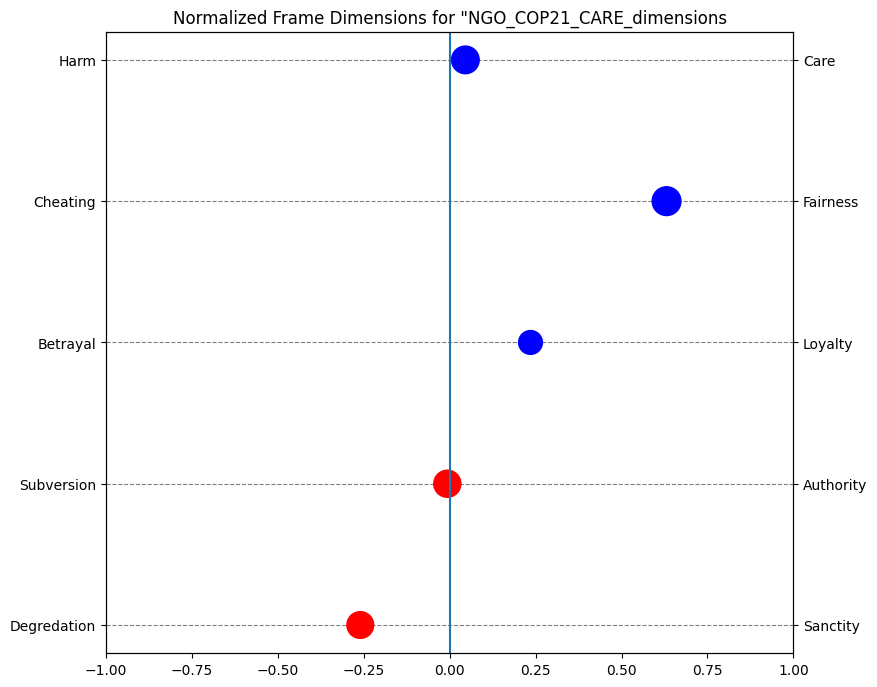 Normalized Frame Dimensions for "NGO_COP21_CARE_dimensions
Harm Care
Cheating Fairness
Betrayal Loyalty
Subversion Authority
Degredation Sanctity
−1.00 −0.75 −0.50 −0.25 0.00 0.25 0.50 0.75 1.00